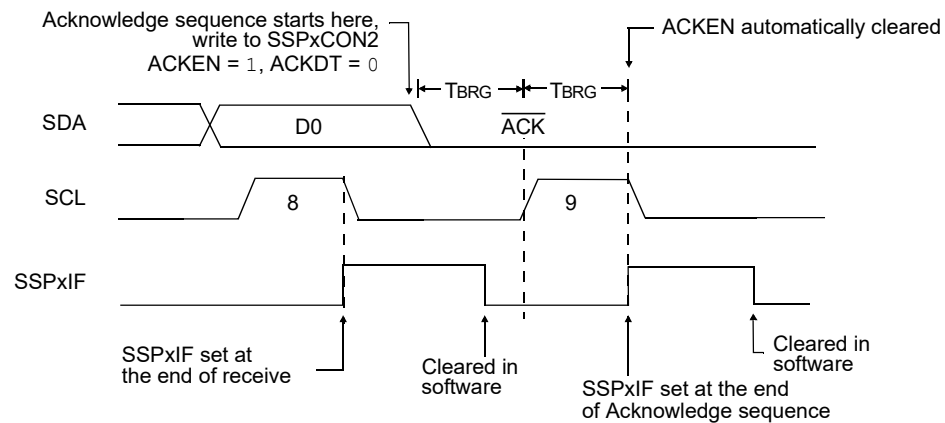 Acknowledge sequence starts here,
write to SSPxCON2
ACKEN = 1, ACKDT = 0
ACKEN automatically cleared
TBRG
TBRG
SDA
D0
ACK
SCL
8
9
SSPxIF
SSPxIF set at
the end of receive
Cleared in
software
SSPxIF set at the end
of Acknowledge sequence
Cleared in
software